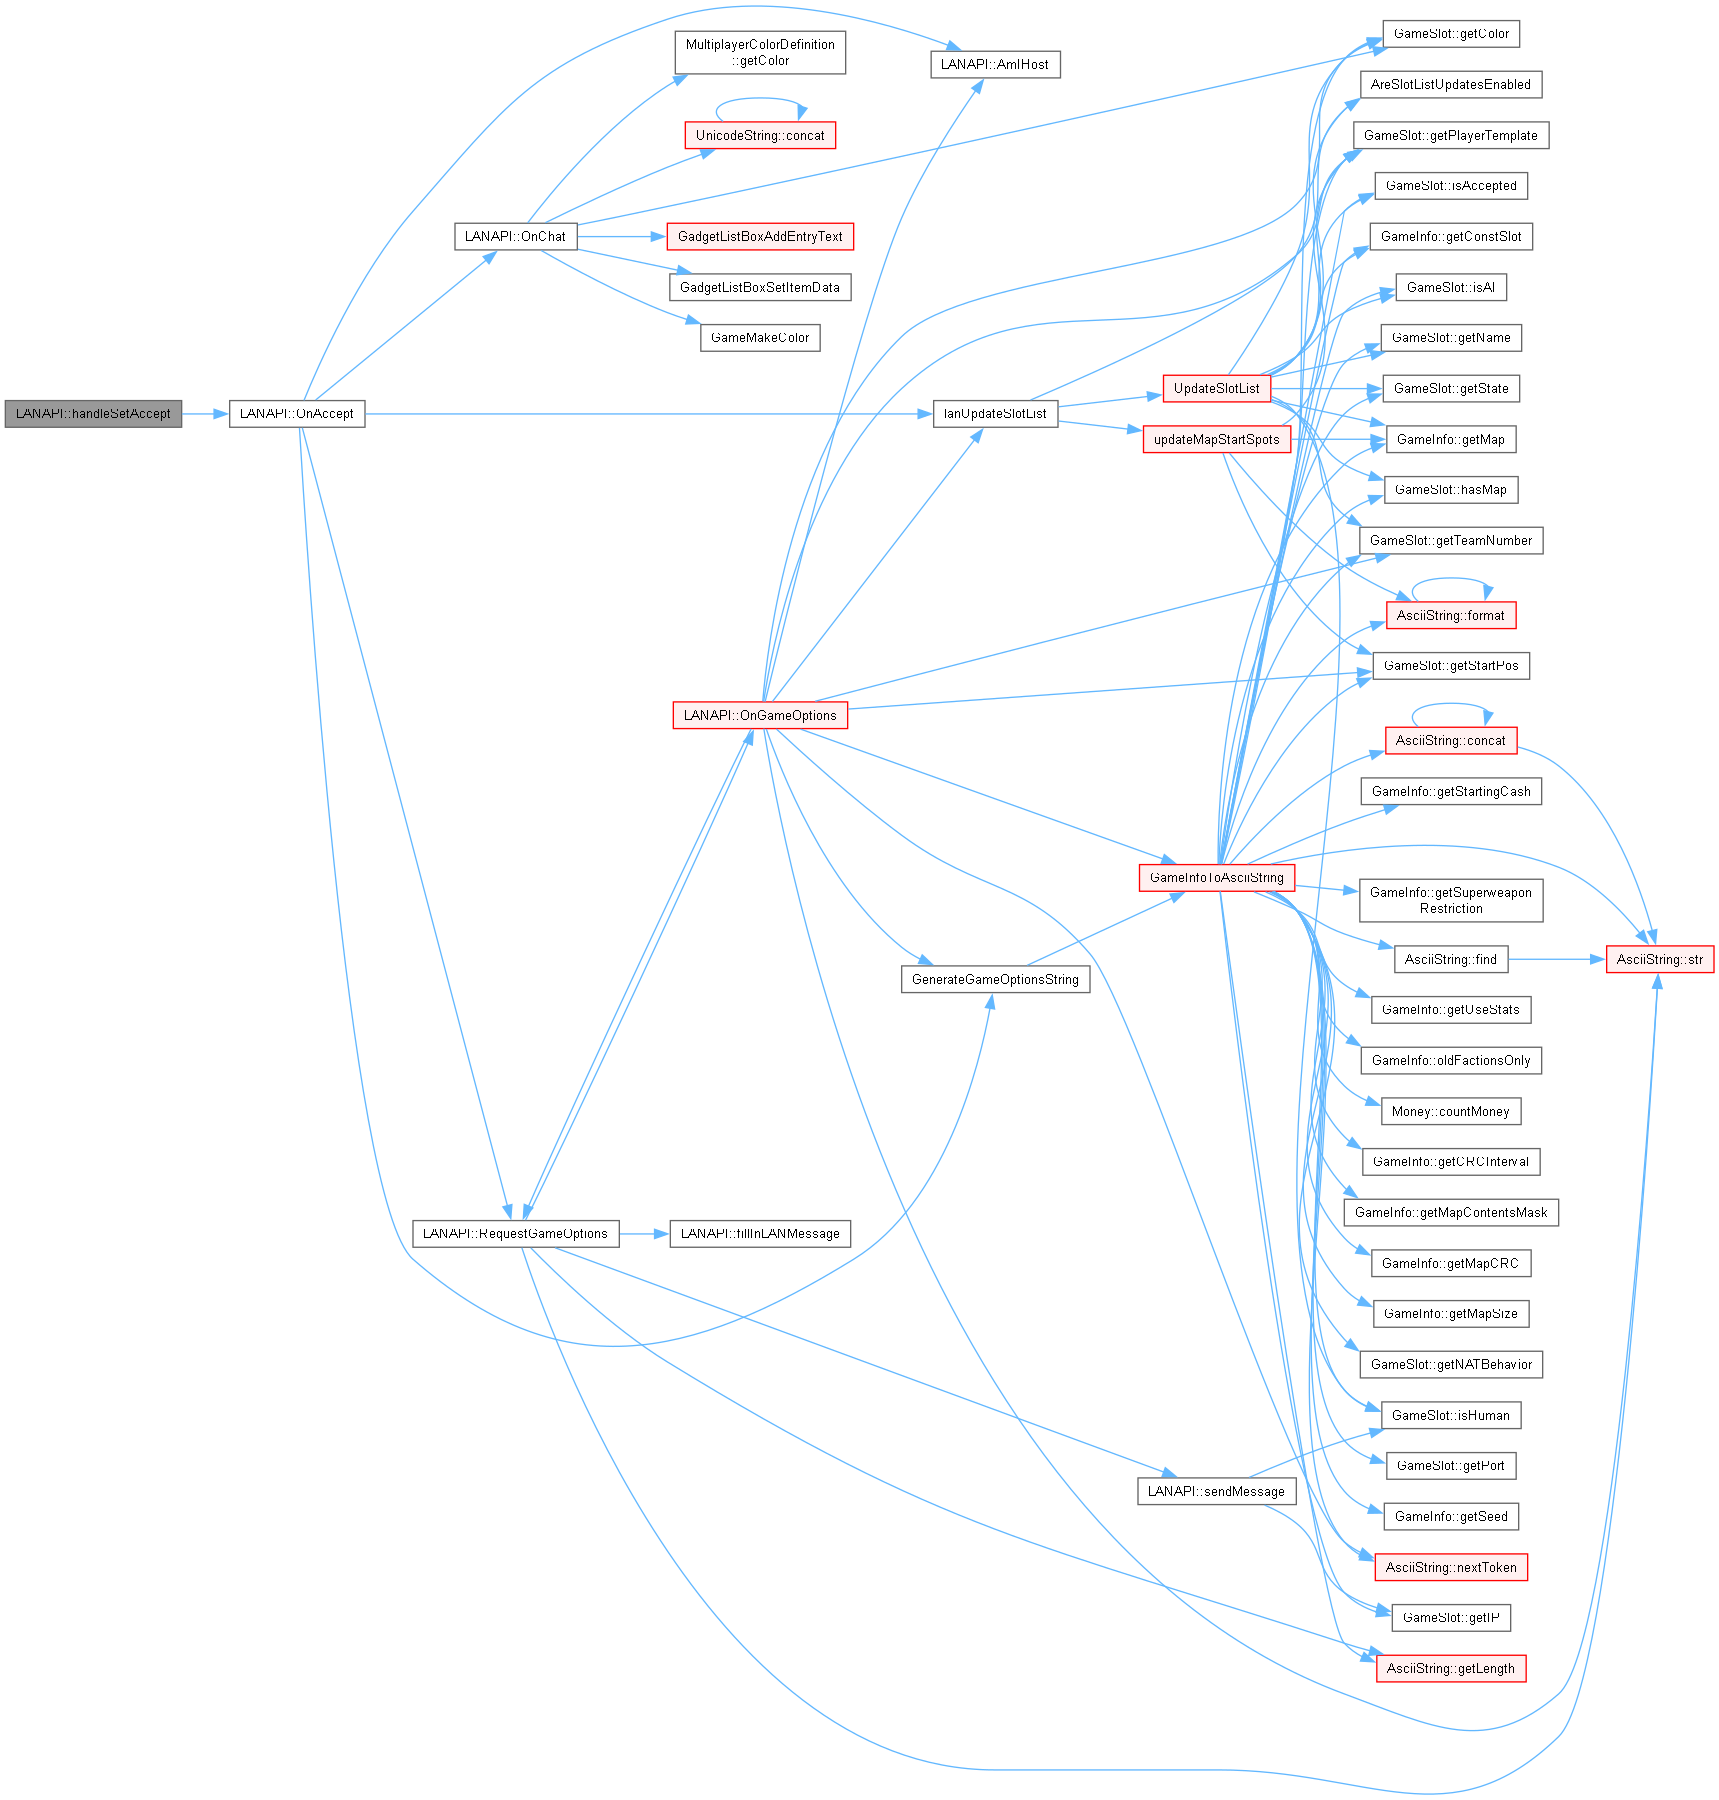 LANAPI::handleSetAccept
LANAPI::OnAccept
LANAPI::OnChat
MultiplayerColorDefinition
::getColor
UnicodeString::concat
GadgetListBoxAddEntryText
GadgetListBoxSetItemData
GameMakeColor
LANAPI::OnGameOptions
LANAPI::RequestGameOptions
LANAPI::fillInLANMessage
LANAPI::AmIHost
lanUpdateSlotList
GenerateGameOptionsString
UpdateSlotList
updateMapStartSpots
GameInfoToAsciiString
LANAPI::sendMessage
GameSlot::getColor
AreSlotListUpdatesEnabled
GameSlot::getPlayerTemplate
GameSlot::isAccepted
GameInfo::getConstSlot
GameSlot::isAI
GameSlot::getName
GameSlot::getState
GameInfo::getMap
GameSlot::hasMap
GameSlot::getTeamNumber
AsciiString::format
GameSlot::getStartPos
AsciiString::concat
GameInfo::getStartingCash
GameInfo::getSuperweapon
Restriction
AsciiString::find
GameInfo::getUseStats
GameInfo::oldFactionsOnly
Money::countMoney
GameInfo::getCRCInterval
GameInfo::getMapContentsMask
GameInfo::getMapCRC
GameInfo::getMapSize
GameSlot::getNATBehavior
GameSlot::isHuman
GameSlot::getPort
GameInfo::getSeed
AsciiString::nextToken
GameSlot::getIP
AsciiString::getLength
AsciiString::str